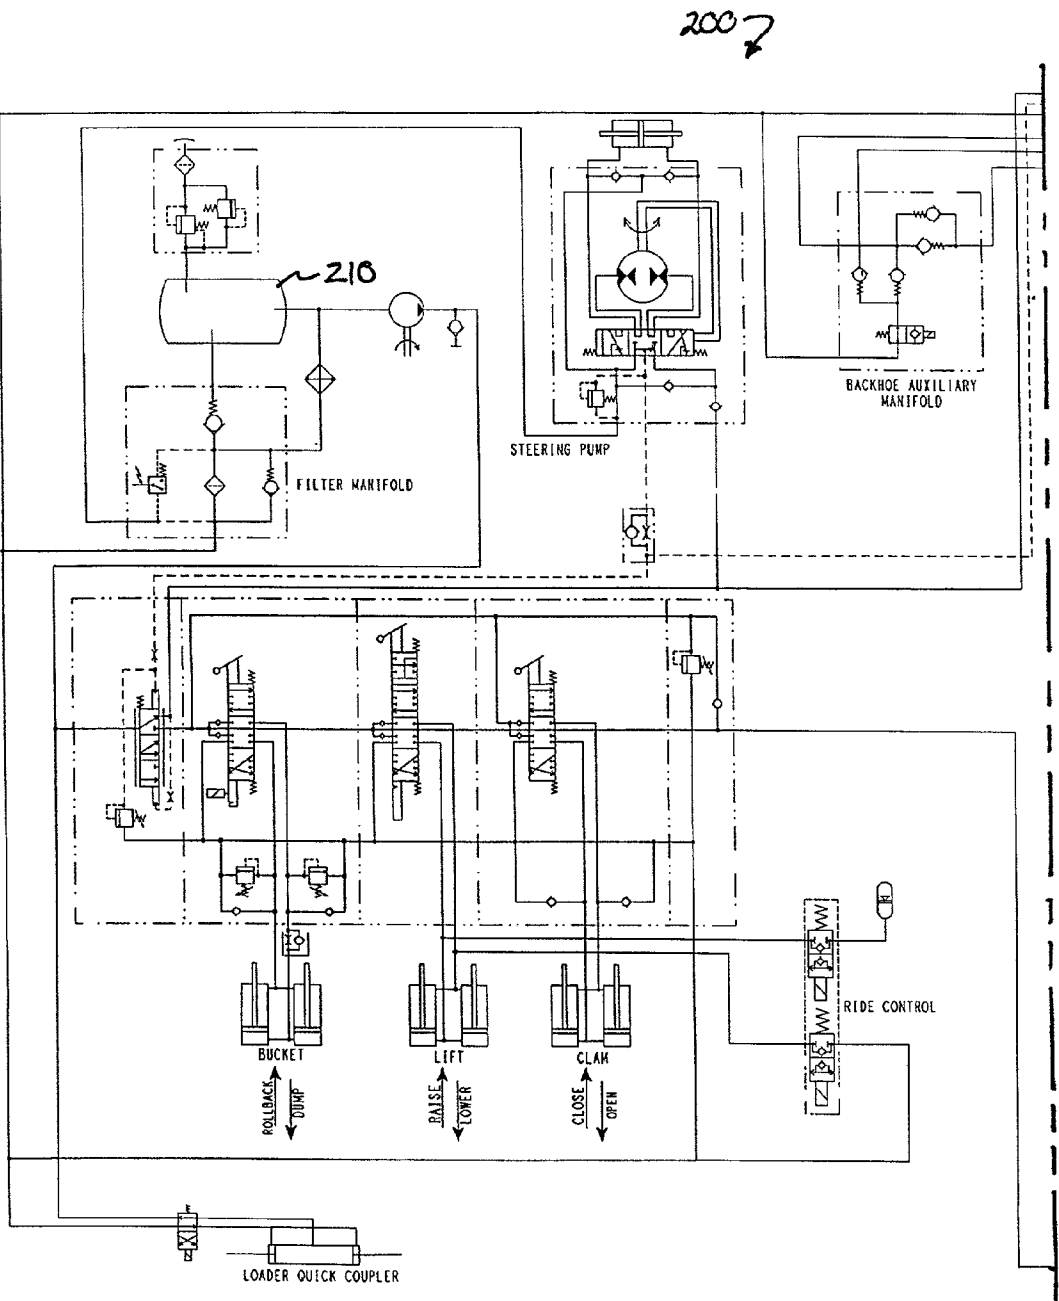 200
210
BACKHOE AUXILIARY
MANIFOLD
STEERING PUMP
FILTER MANIFOLD
RIDE CONTROL
BUCKET
LIFT
CLAM
ROLLBACK
DUMP
RAISE
LOWER
CLOSE
OPEN
LOADER QUICK COUPLER